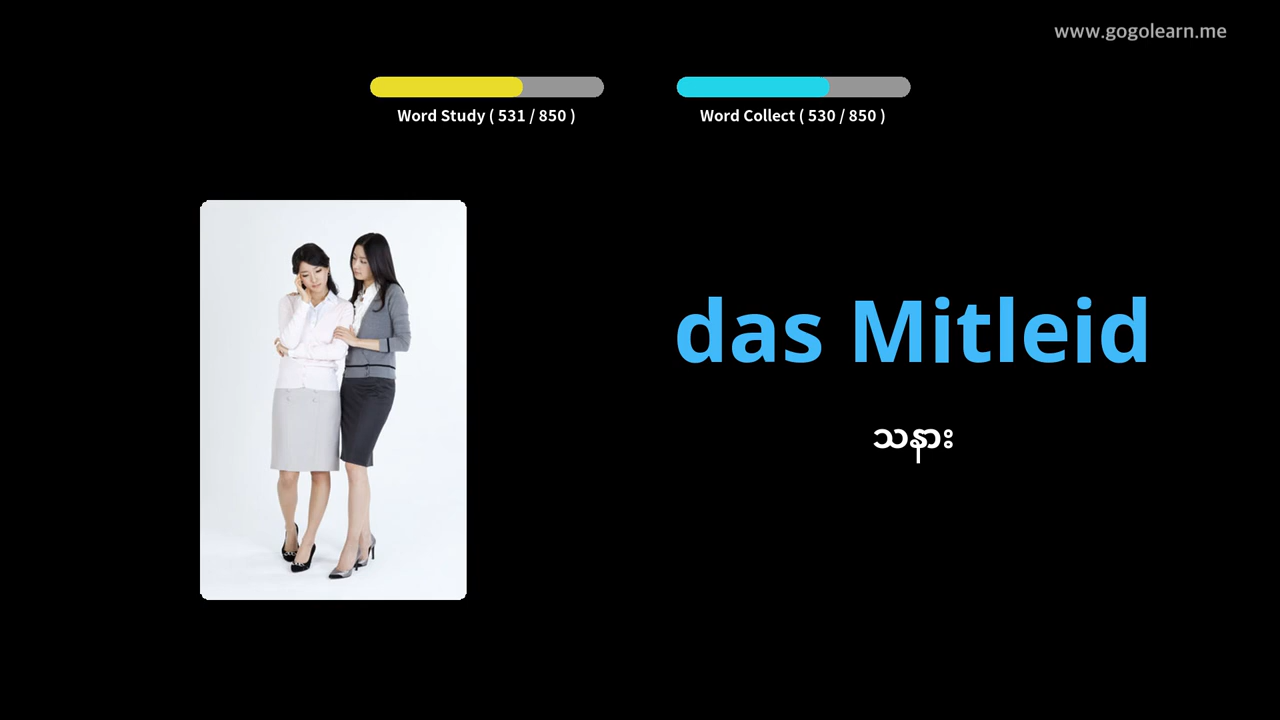 www.gogolearn.me
Word Study ( 531 / 850 )
Word Collect ( 530 / 850 )
das Mitleid
သနား